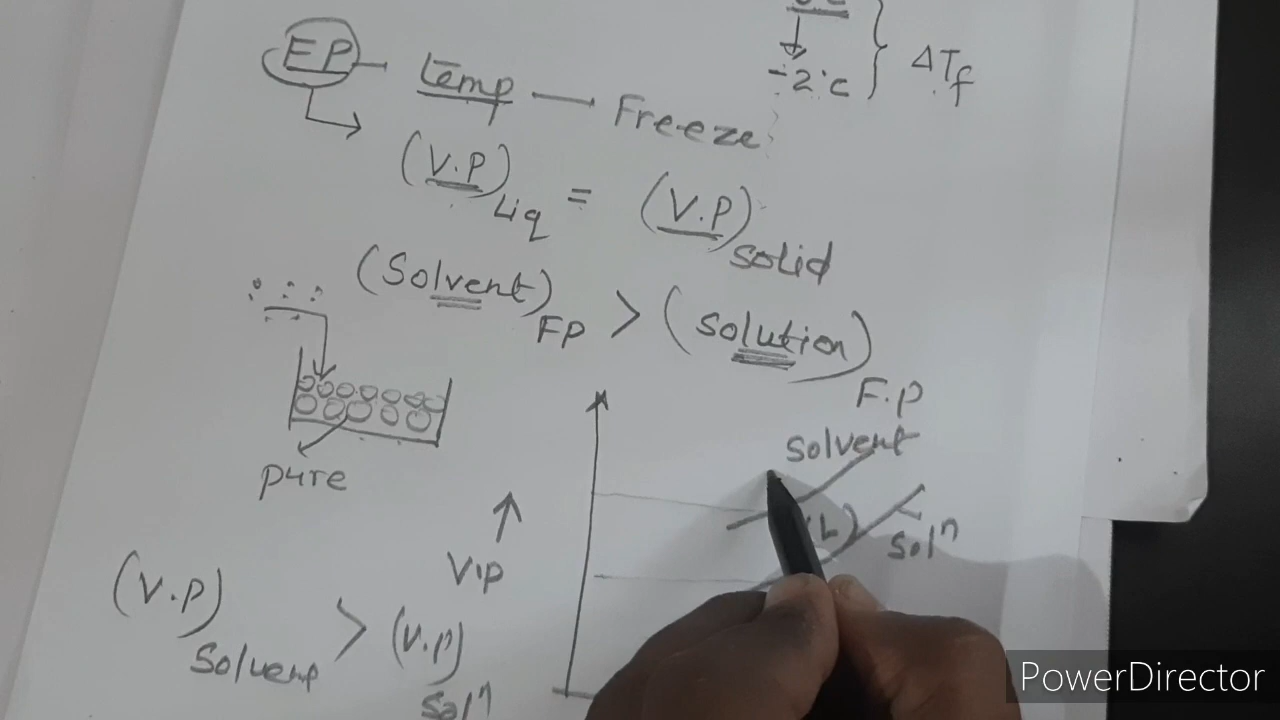 -2°C
ΔTf
FP — temp — Freeze
(V.P)Liq = (V.P)Solid
(Solvent)FP > (Solution)F.P
pure
solvent
(L)
Solⁿ
V.P
(V.P)Solvent > (V.P)Solⁿ
PowerDirector